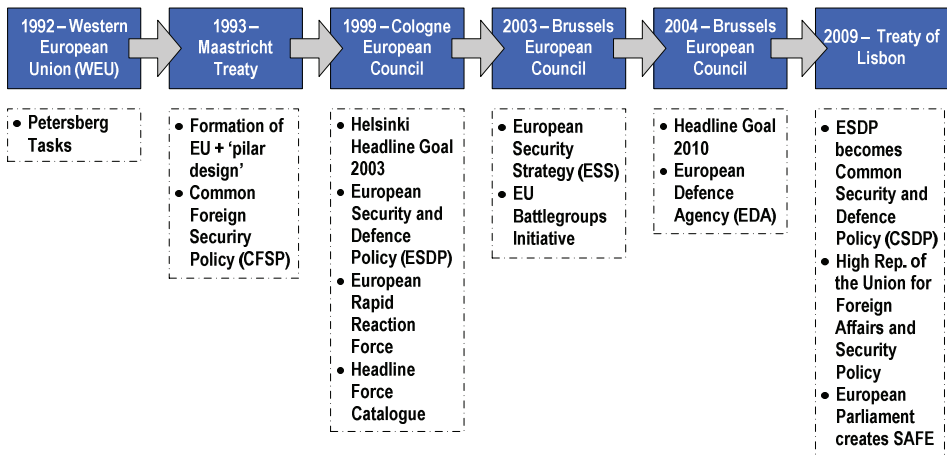 1992 – Western
European
Union (WEU)
1993 –
Maastricht
Treaty
1999 – Cologne
European
Council
2003 – Brussels
European
Council
2004 – Brussels
European
Council
2009 – Treaty of
Lisbon
• Petersberg
Tasks
• Formation of
EU + ‘pilar
design’
• Common
Foreign
Securiry
Policy (CFSP)
• Helsinki
Headline Goal
2003
• European
Security and
Defence
Policy (ESDP)
• European
Rapid
Reaction
Force
• Headline
Force
Catalogue
• European
Security
Strategy (ESS)
• EU
Battlegroups
Initiative
• Headline Goal
2010
• European
Defence
Agency (EDA)
• ESDP
becomes
Common
Security and
Defence
Policy (CSDP)
• High Rep. of
the Union for
Foreign
Affairs and
Security
Policy
• European
Parliament
creates SAFE